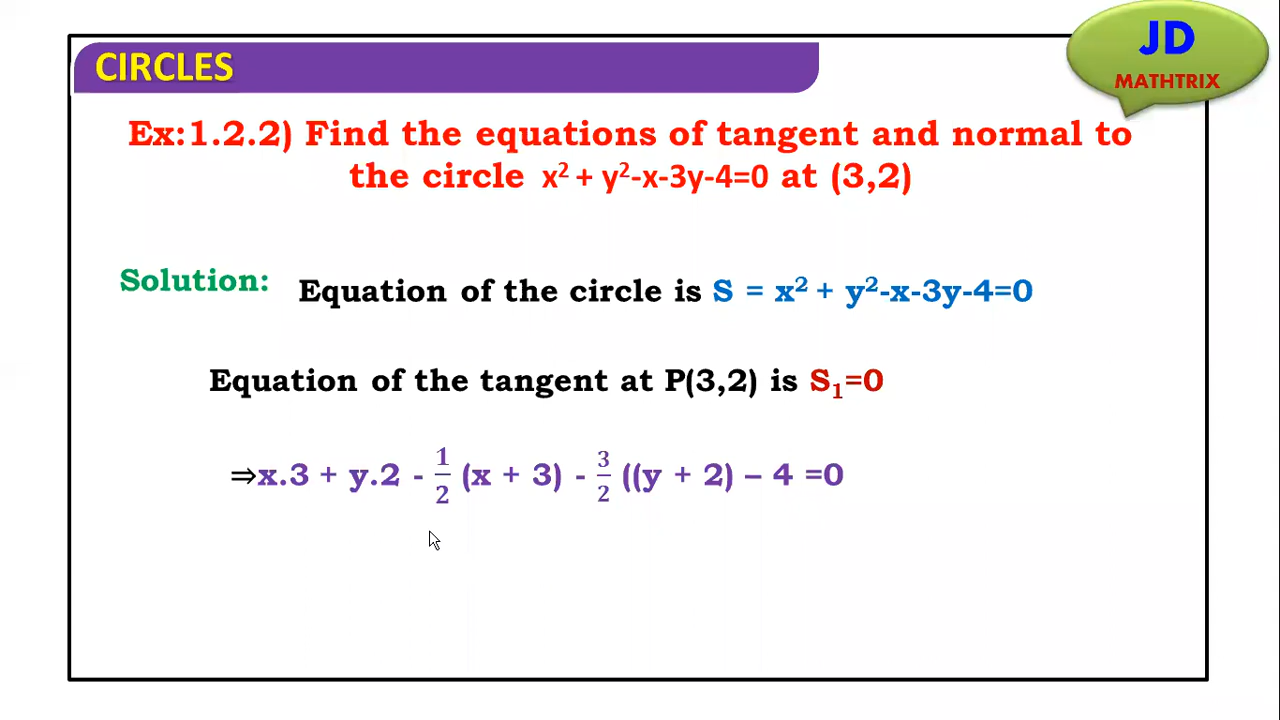 JD
MATHTRIX
CIRCLES
Ex:1.2.2) Find the equations of tangent and normal to
the circle x² + y²-x-3y-4=0 at (3,2)
Solution: Equation of the circle is S = x² + y²-x-3y-4=0
Equation of the tangent at P(3,2) is S₁=0
⇒x.3 + y.2 - 1/2 (x + 3) - 3/2 ((y + 2) – 4 =0